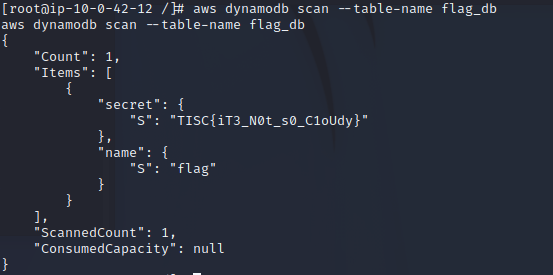 [root@ip-10-0-42-12 /]# aws dynamodb scan --table-name flag_db
aws dynamodb scan --table-name flag_db
{
    "Count": 1,
    "Items": [
        {
            "secret": {
                "S": "TISC{iT3_N0t_s0_C1oUdy}"
            },
            "name": {
                "S": "flag"
            }
        }
    ],
    "ScannedCount": 1,
    "ConsumedCapacity": null
}